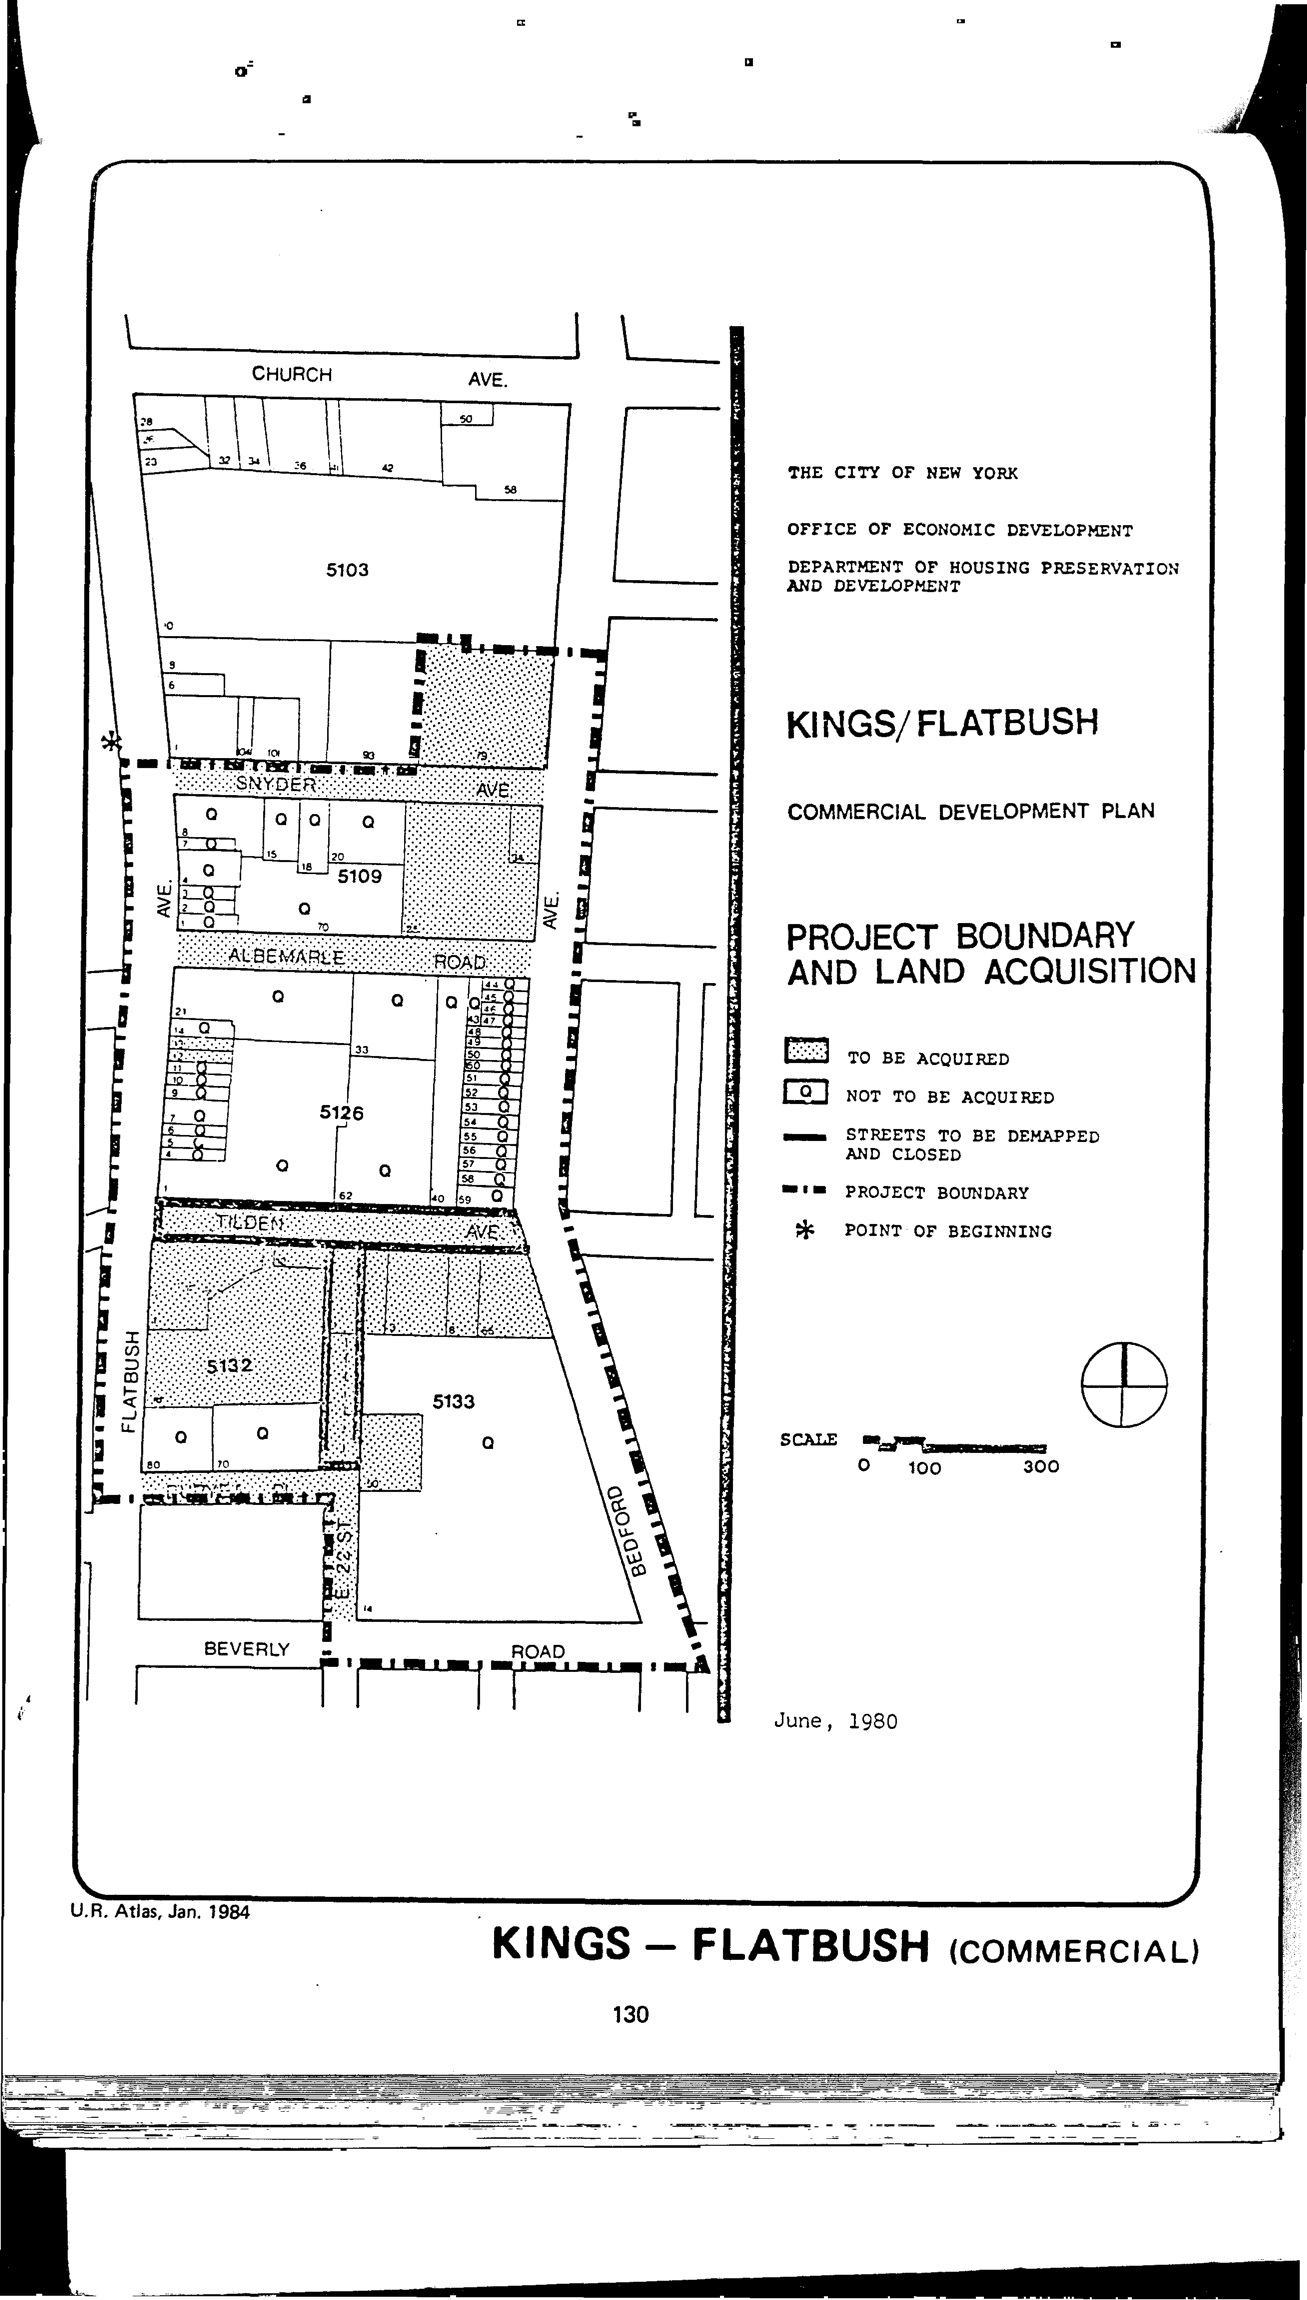 CHURCH AVE.
28
23
32
34
36
41
42
50
58
5103
10
9
6
1
104
101
93
79
SNYDER AVE.
8
7
4
3
2
1
Q
Q
Q
Q
Q
Q
Q
Q
Q
Q
15
18
20
5109
70
25
24
AVE.
AVE.
ALBEMARLE ROAD
Q
Q
Q
Q
21
14
13
12
11
10
9
7
6
5
4
1
Q
Q
Q
Q
Q
Q
Q
Q
33
5126
Q
Q
62
40
44 Q
45 Q
46 Q
43 47 Q
48 Q
49 Q
50 Q
51 Q
52 Q
53 Q
54 Q
55 Q
56 Q
57 Q
58 Q
59 Q
TILDEN AVE.
1
8
5132
Q
Q
80
70
FLATBUSH
5133
Q
50
14
E 22 ST.
BEDFORD
BEVERLY ROAD
THE CITY OF NEW YORK
OFFICE OF ECONOMIC DEVELOPMENT
DEPARTMENT OF HOUSING PRESERVATION
AND DEVELOPMENT
KINGS/FLATBUSH
COMMERCIAL DEVELOPMENT PLAN
PROJECT BOUNDARY
AND LAND ACQUISITION
TO BE ACQUIRED
Q NOT TO BE ACQUIRED
STREETS TO BE DEMAPPED
AND CLOSED
PROJECT BOUNDARY
POINT OF BEGINNING
SCALE
0 100 300
June, 1980
U.R. Atlas, Jan. 1984
KINGS – FLATBUSH (COMMERCIAL)
130